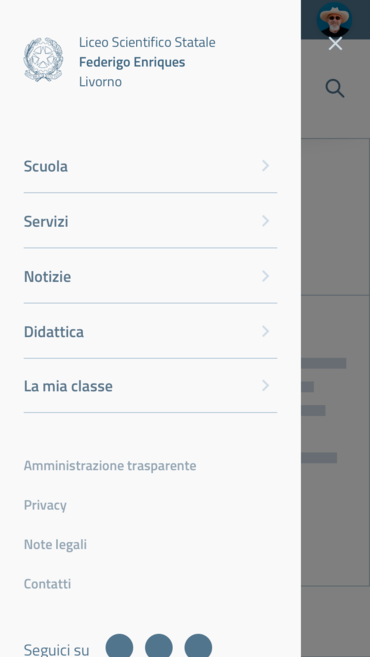 Liceo Scientifico Statale
Federigo Enriques
Livorno
Scuola
Servizi
Notizie
Didattica
La mia classe
Amministrazione trasparente
Privacy
Note legali
Contatti
Seguici su